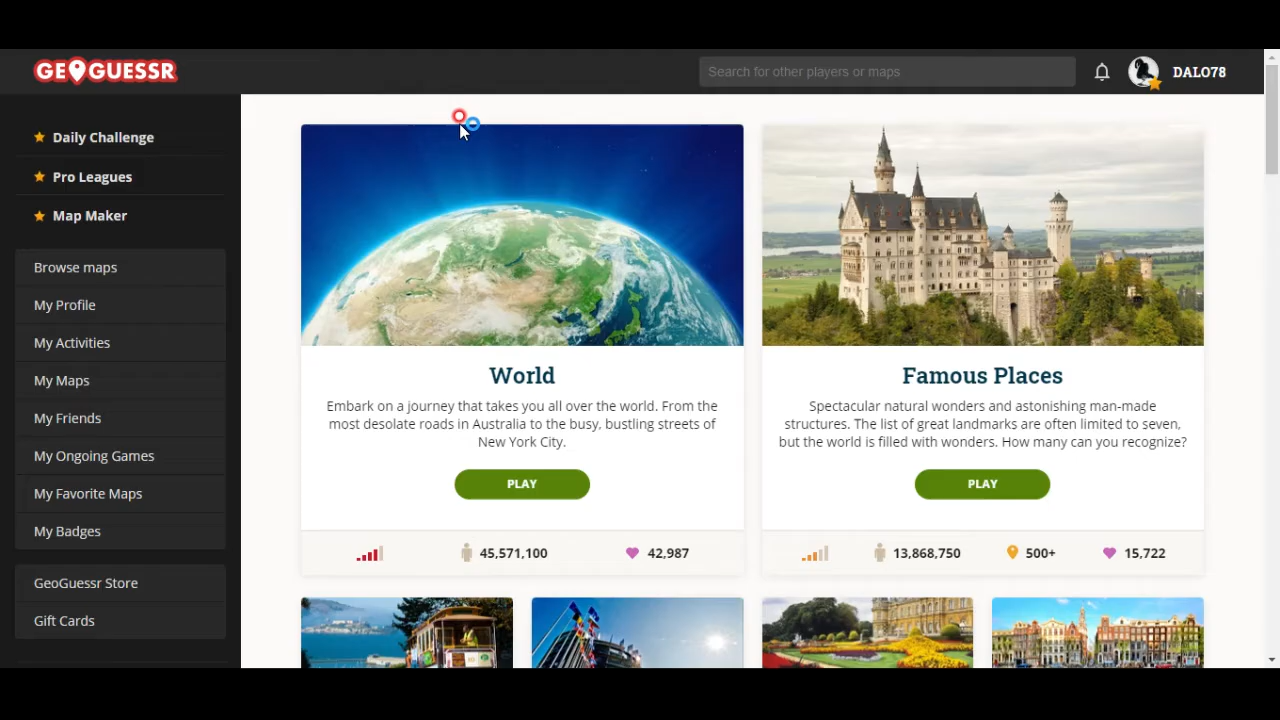 GEOGUESSR
Search for other players or maps
DALO78
Daily Challenge
Pro Leagues
Map Maker
Browse maps
My Profile
My Activities
My Maps
My Friends
My Ongoing Games
My Favorite Maps
My Badges
GeoGuessr Store
Gift Cards
World
Embark on a journey that takes you all over the world. From the
most desolate roads in Australia to the busy, bustling streets of
New York City.
PLAY
45,571,100
42,987
Famous Places
Spectacular natural wonders and astonishing man-made
structures. The list of great landmarks are often limited to seven,
but the world is filled with wonders. How many can you recognize?
PLAY
13,868,750
500+
15,722